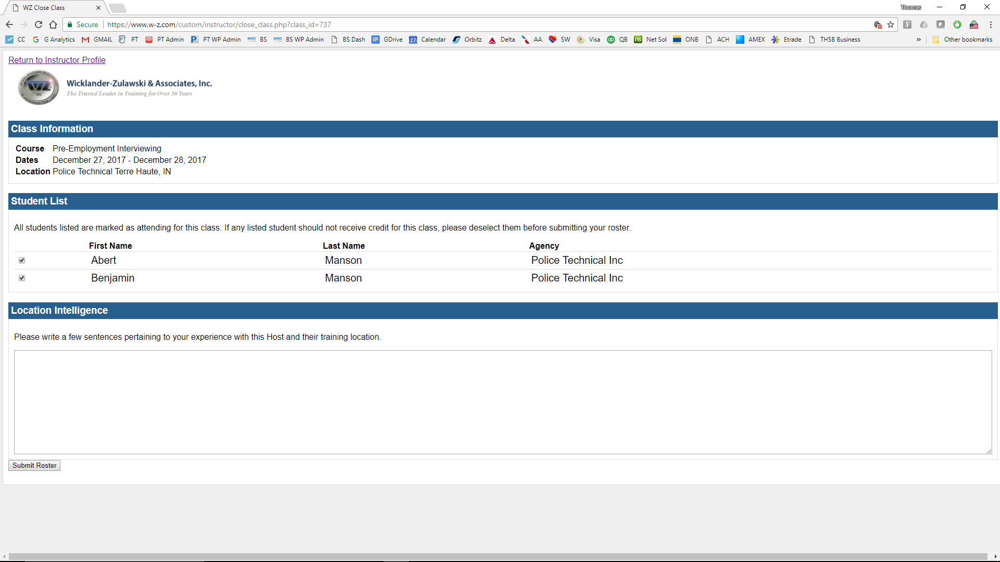 WZ Close Class
Thomas
Secure https://www.w-z.com/custom/instructor/close_class.php?class_id=737
CC G Analytics GMAIL PT PT Admin PT WP Admin BS BS WP Admin BS Dash GDrive 27 Calendar Orbitz Delta AA SW Visa QB Net Sol ONB ACH AMEX Etrade THSB Business » Other bookmarks
Return to Instructor Profile
WZ
Wicklander-Zulawski & Associates, Inc.
The Trusted Leader in Training for Over 30 Years
Class Information
Course Pre-Employment Interviewing
Dates December 27, 2017 - December 28, 2017
Location Police Technical Terre Haute, IN
Student List
All students listed are marked as attending for this class. If any listed student should not receive credit for this class, please deselect them before submitting your roster.
First Name Last Name Agency
Abert Manson Police Technical Inc
Benjamin Manson Police Technical Inc
Location Intelligence
Please write a few sentences pertaining to your experience with this Host and their training location.
Submit Roster